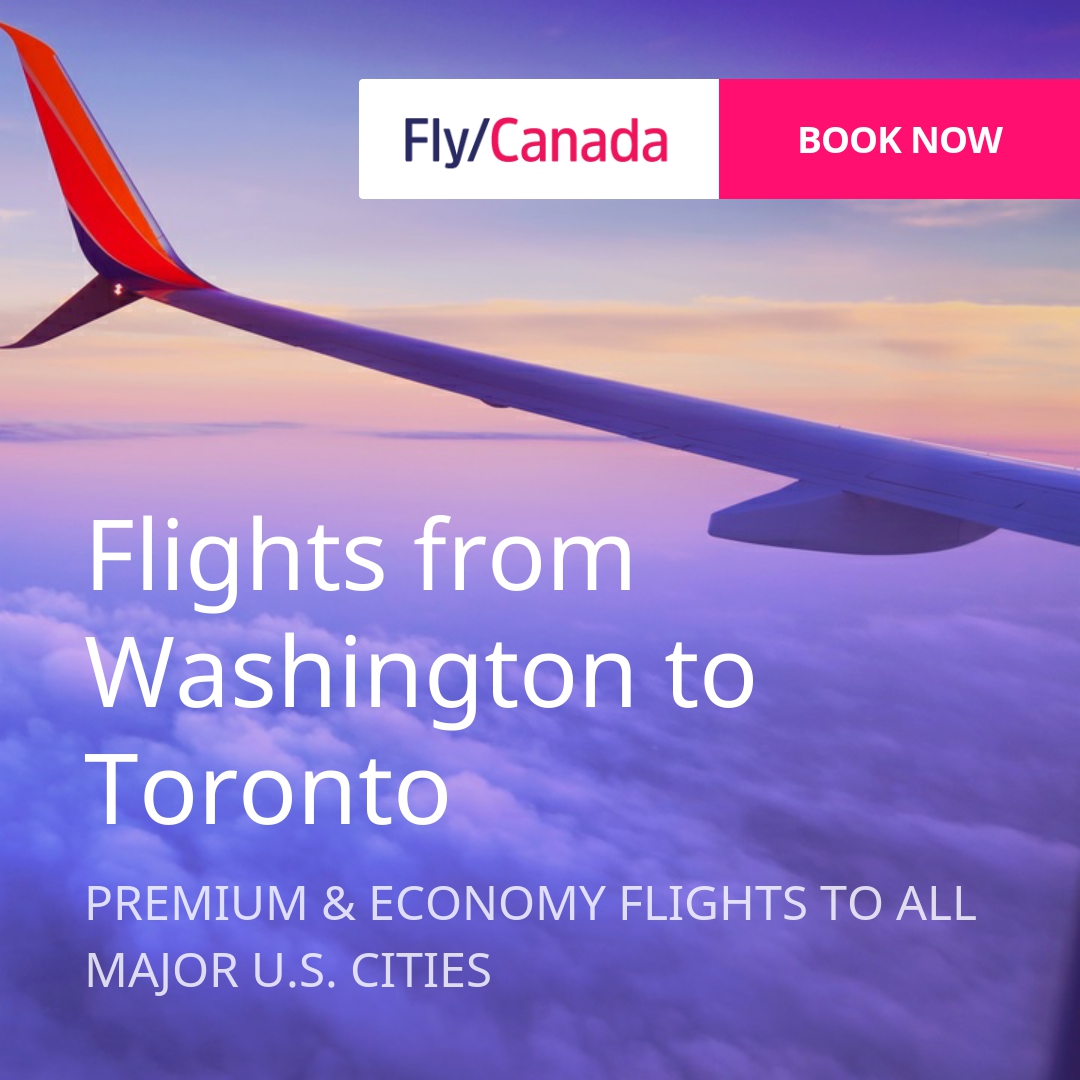 Fly/Canada
BOOK NOW
Flights from
Washington to
Toronto
PREMIUM & ECONOMY FLIGHTS TO ALL
MAJOR U.S. CITIES